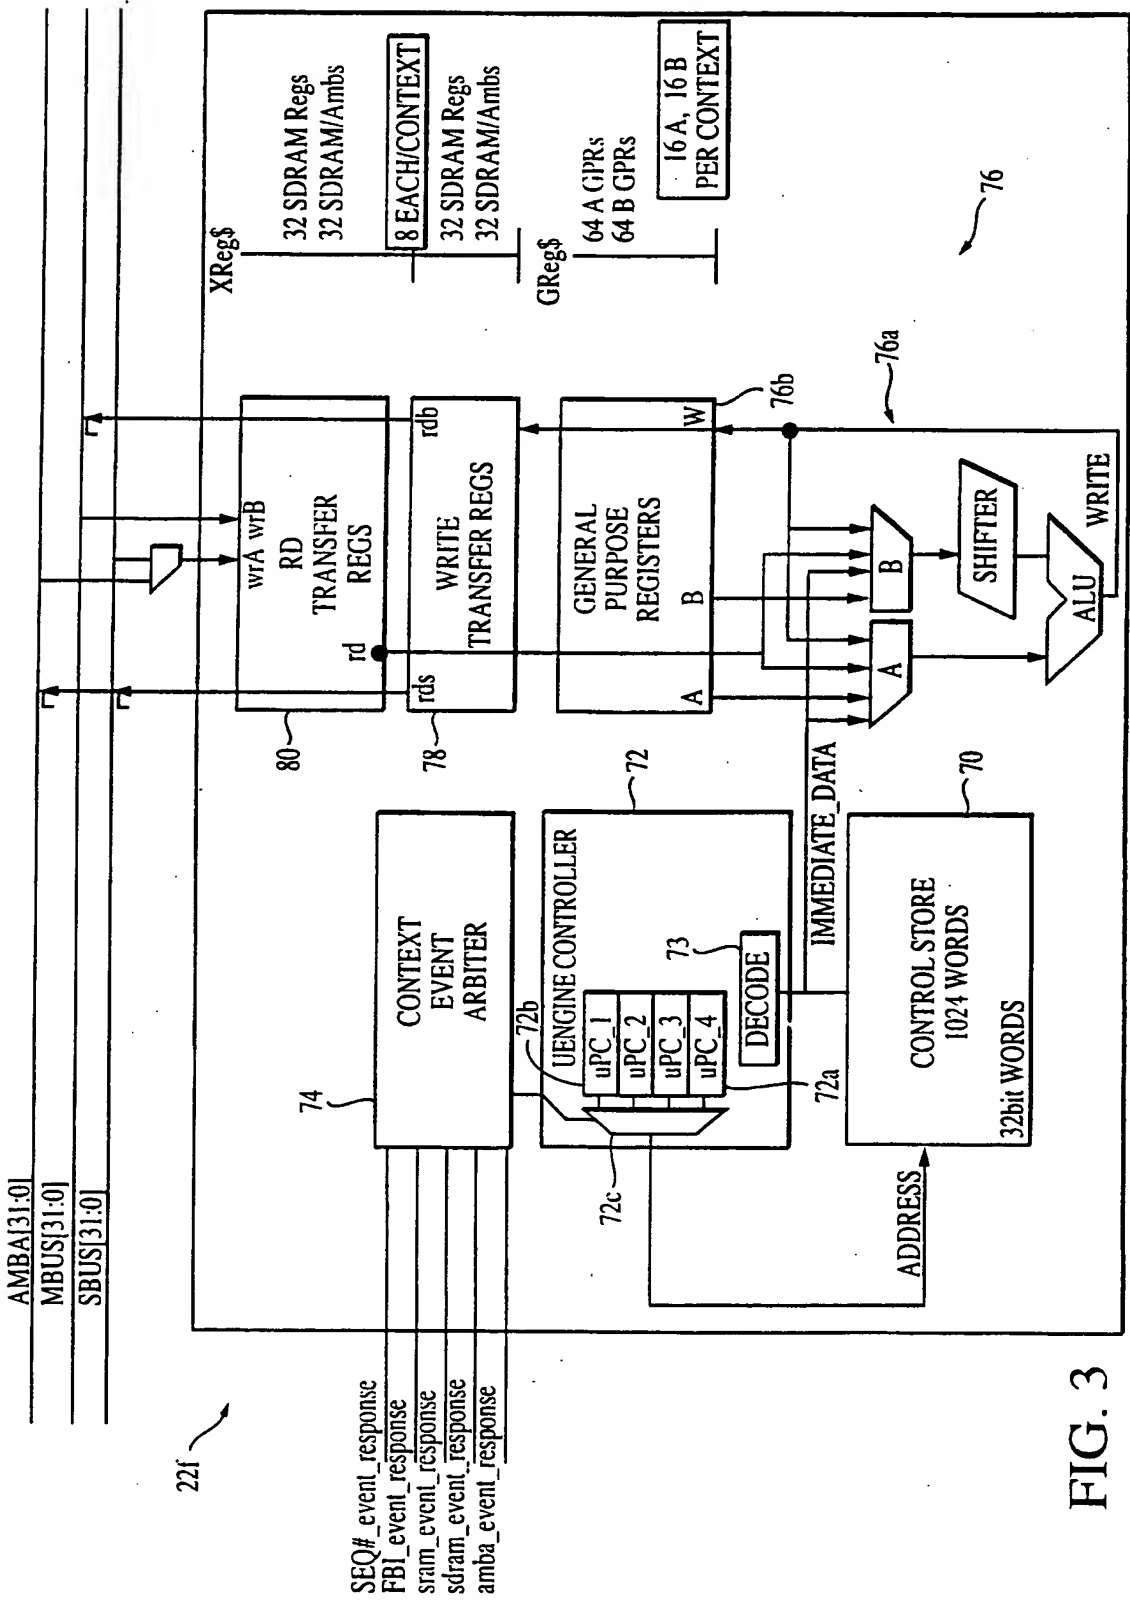 AMBA[31:0]
MBUS[31:0]
SBUS[31:0]
22f
SEQ#_event_response
FBI_event_response
sram_event_response
sdram_event_response
amba_event_response
74
CONTEXT
EVENT
ARBITER
72b
72
UENGINE CONTROLLER
uPC_1
uPC_2
uPC_3
uPC_4
72a
72c
73
DECODE
ADDRESS
IMMEDIATE_DATA
70
CONTROL STORE
1024 WORDS
32bit WORDS
80
wrA wrB
RD
TRANSFER
REGS
rd
78
rds
rdb
WRITE
TRANSFER REGS
GENERAL
PURPOSE
REGISTERS
A
B
W
76b
A
B
76a
SHIFTER
ALU
WRITE
XReg$
32 SDRAM Regs
32 SDRAM/Ambs
8 EACH/CONTEXT
32 SDRAM Regs
32 SDRAM/Ambs
GReg$
64 A GPRs
64 B GPRs
16 A, 16 B
PER CONTEXT
76
FIG. 3